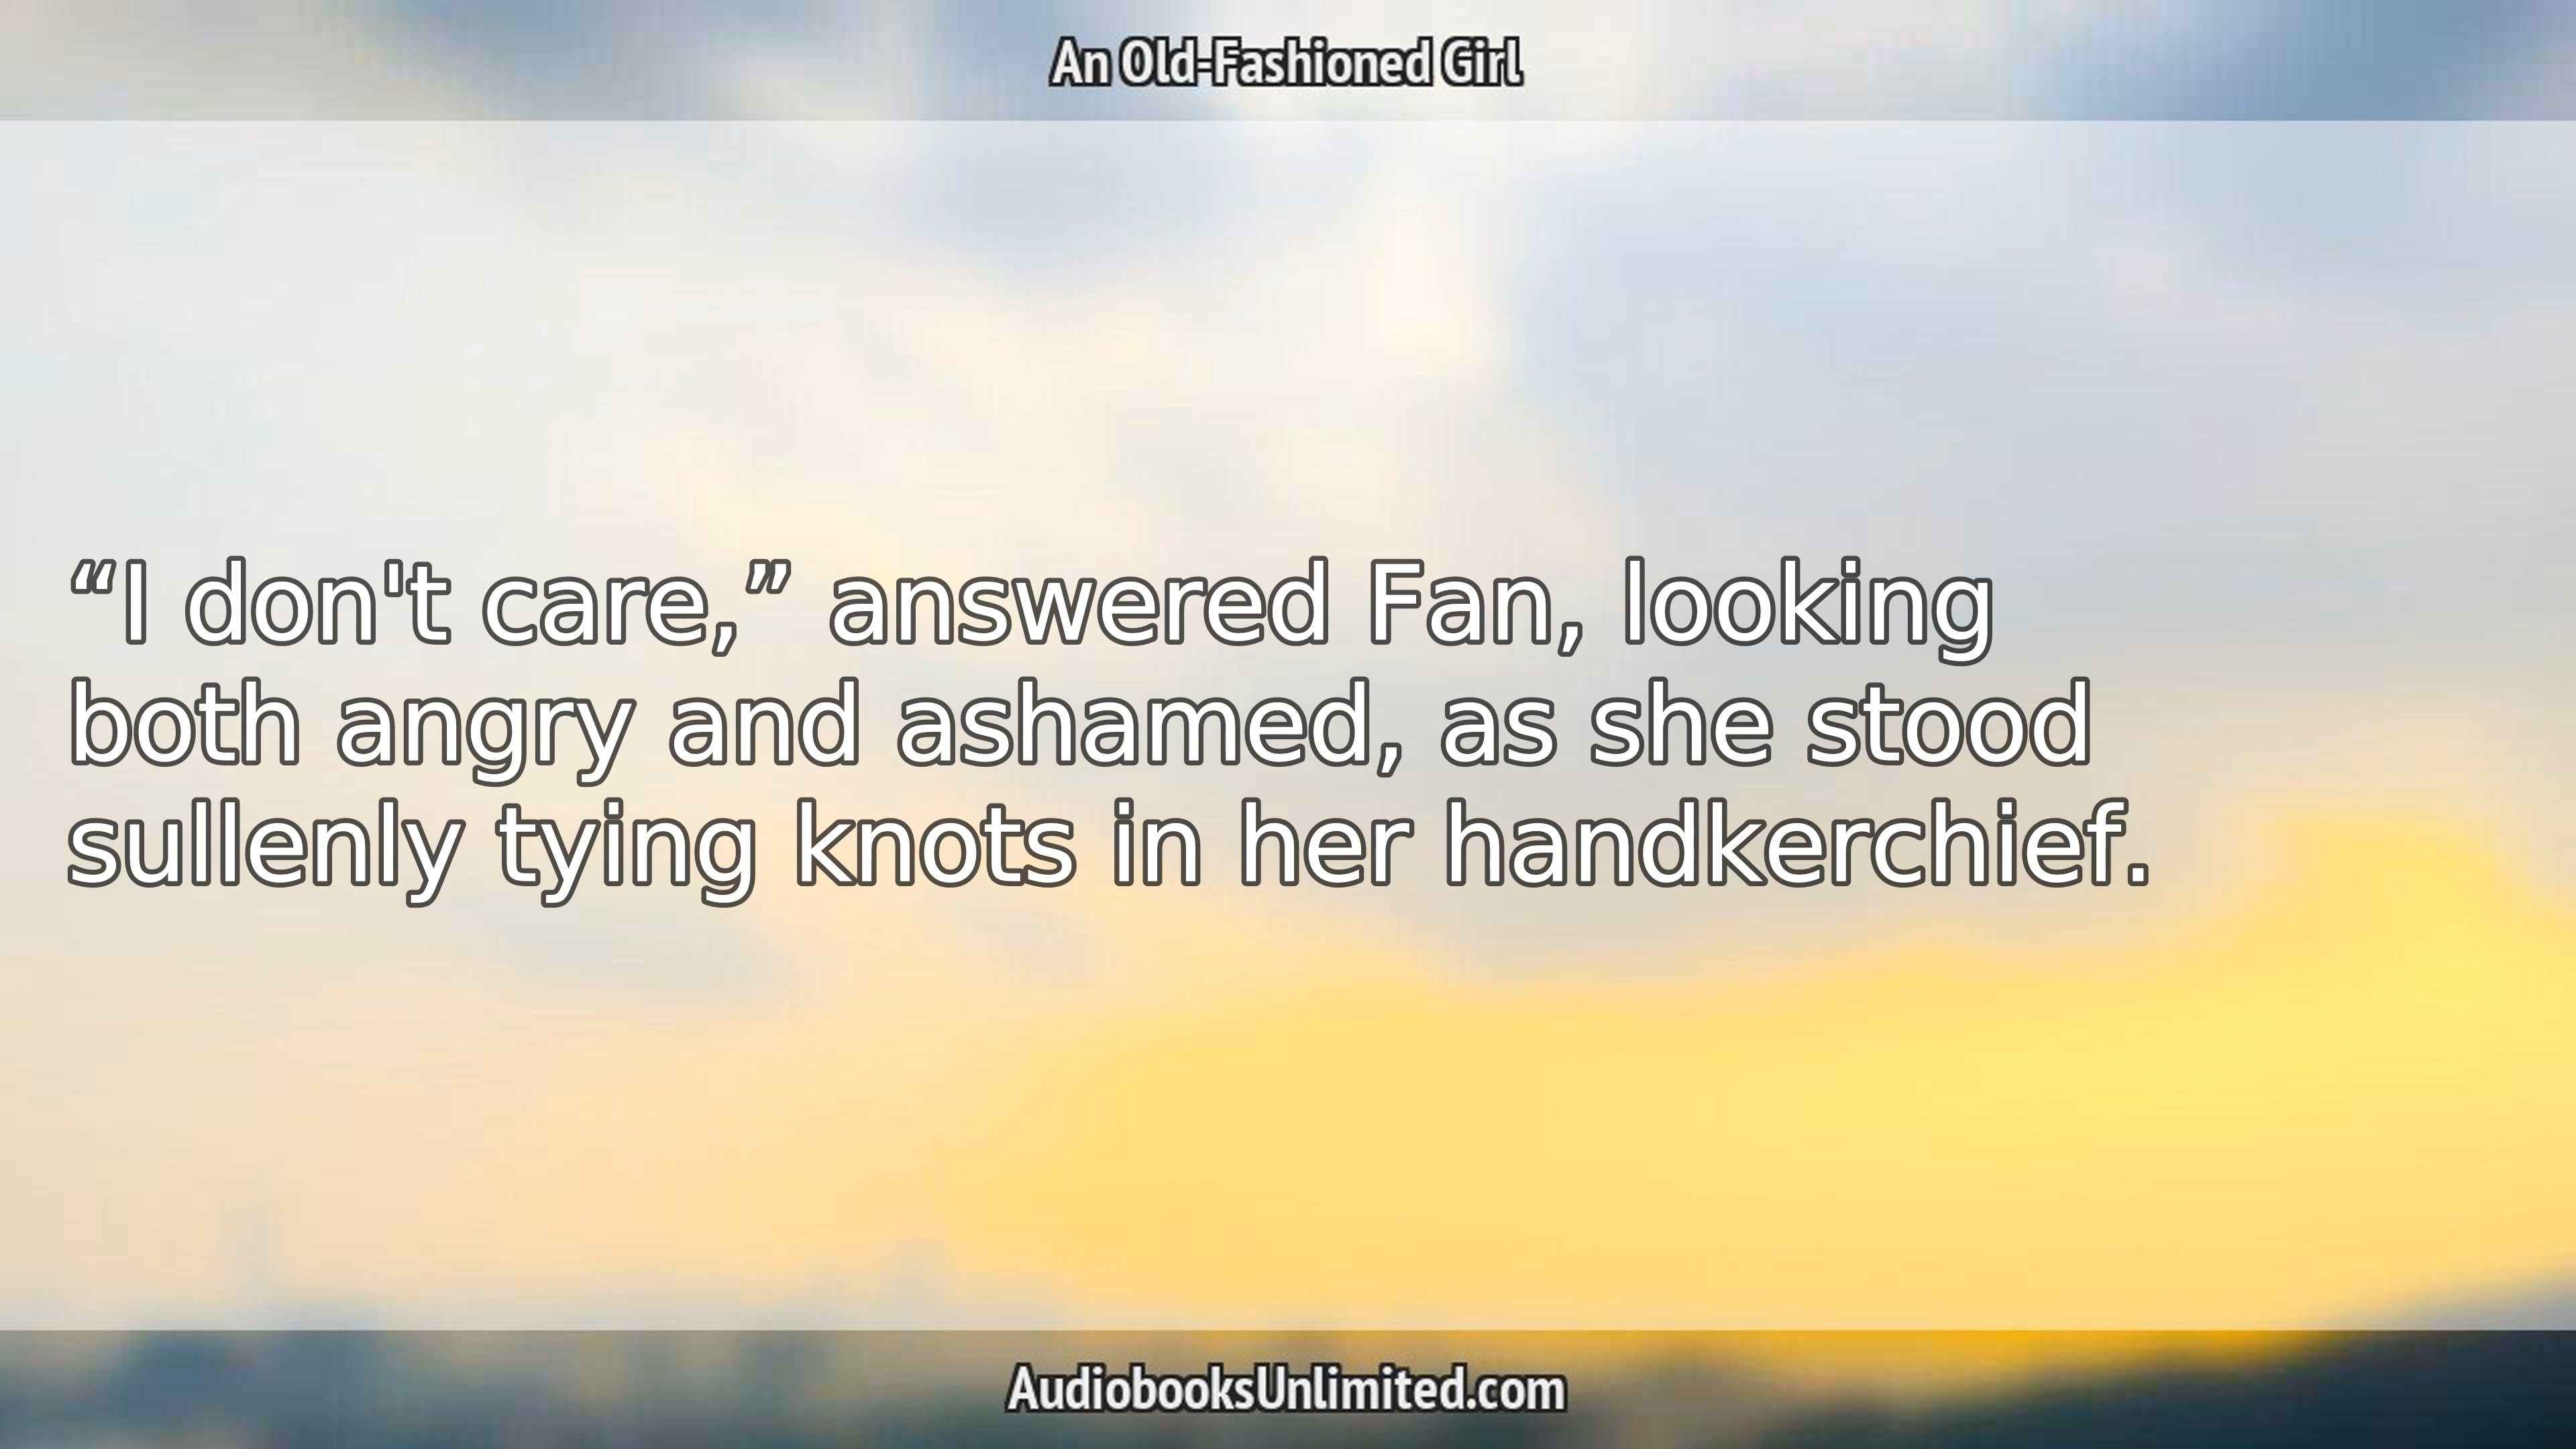 An Old-Fashioned Girl
“I don't care,” answered Fan, looking
both angry and ashamed, as she stood
sullenly tying knots in her handkerchief.
AudiobooksUnlimited.com